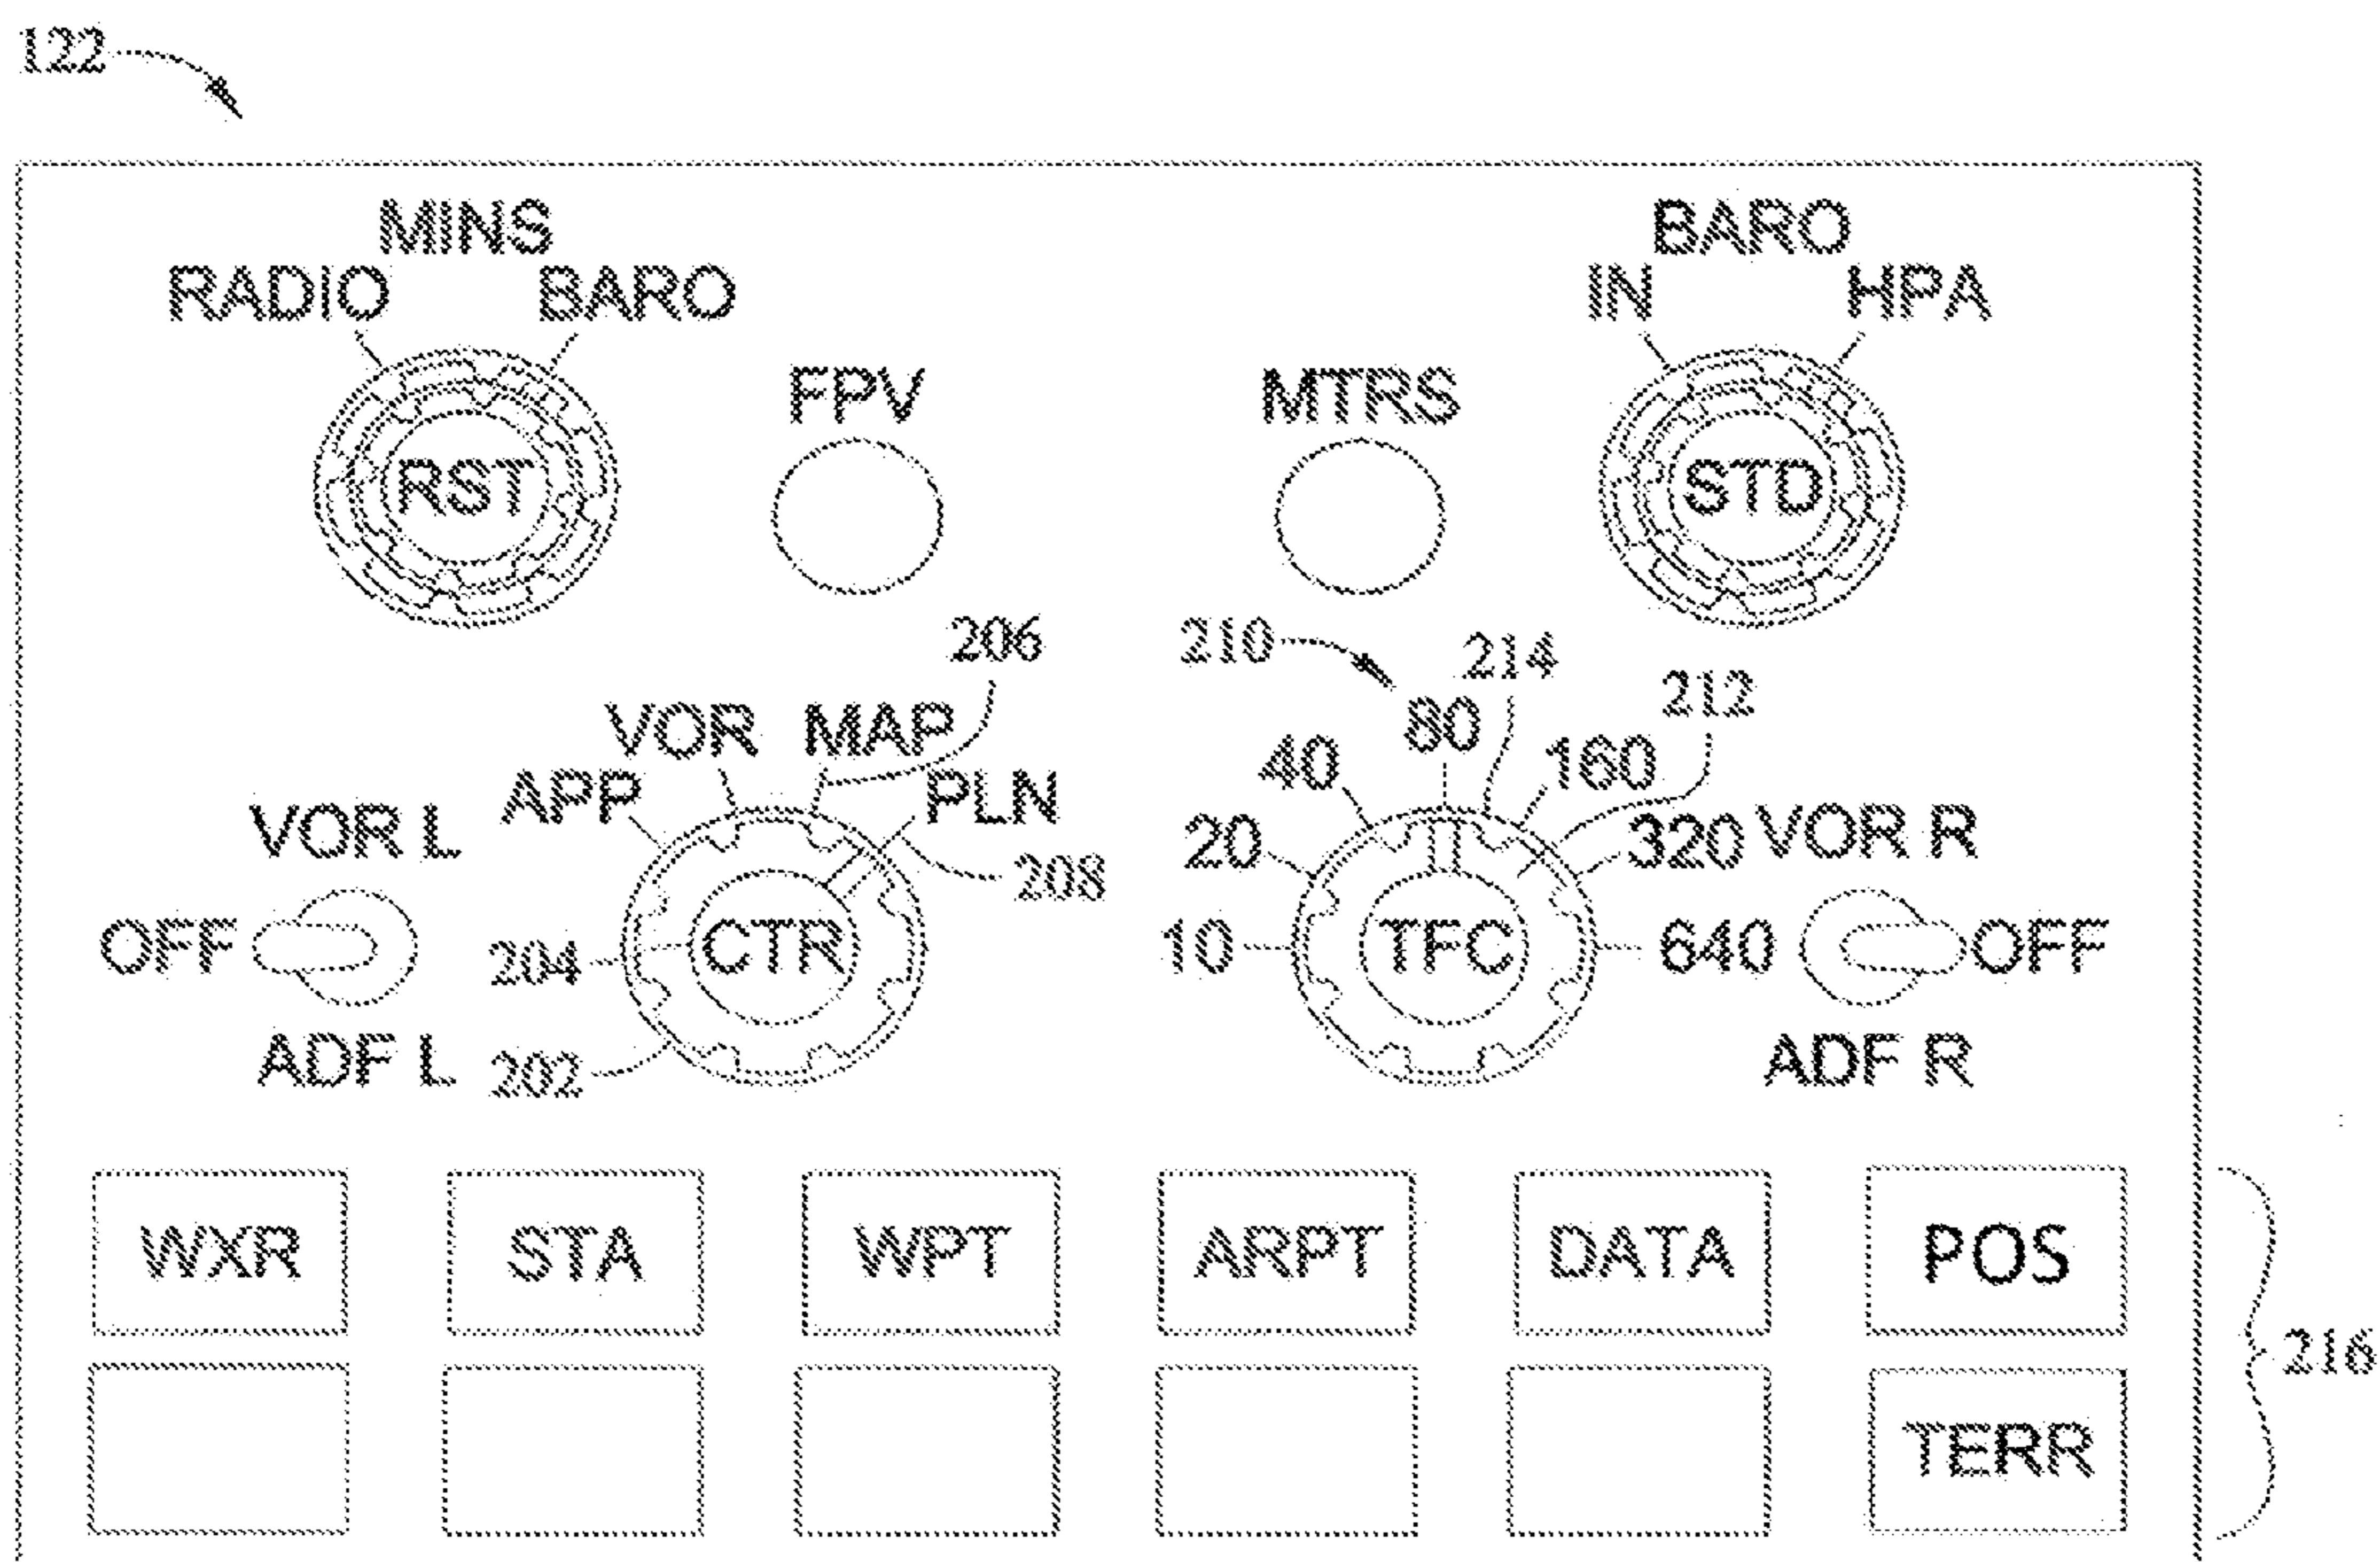 122
MINS
RADIO
BARO
BARO
IN
HPA
FPV
MTRS
RST
STD
206
210
214
212
VOR
MAP
80
40
160
APP
PLN
VOR L
20
320
VOR R
208
OFF
204
CTR
10
TFC
640
OFF
ADF L
202
ADF R
WXR
STA
WPT
ARPT
DATA
POS
216
TERR